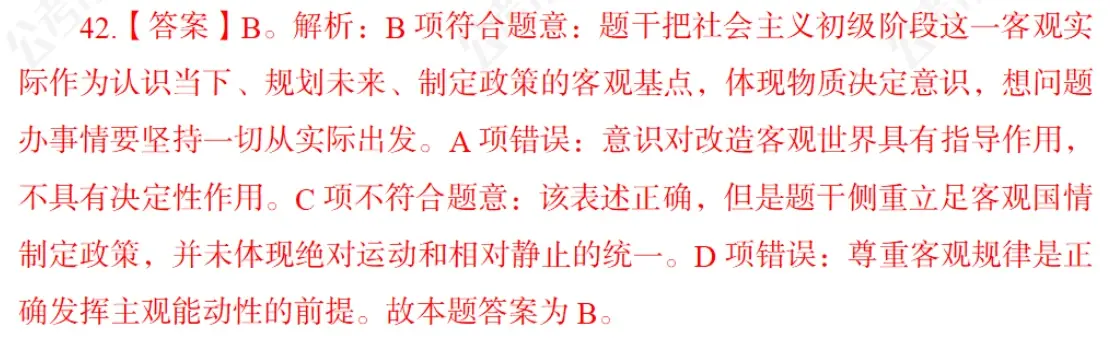 42.【答案】B。解析：B 项符合题意：题干把社会主义初级阶段这一客观实
际作为认识当下、规划未来、制定政策的客观基点，体现物质决定意识，想问题
办事情要坚持一切从实际出发。A 项错误：意识对改造客观世界具有指导作用，
不具有决定性作用。C 项不符合题意：该表述正确，但是题干侧重立足客观国情
制定政策，并未体现绝对运动和相对静止的统一。D 项错误：尊重客观规律是正
确发挥主观能动性的前提。故本题答案为 B。